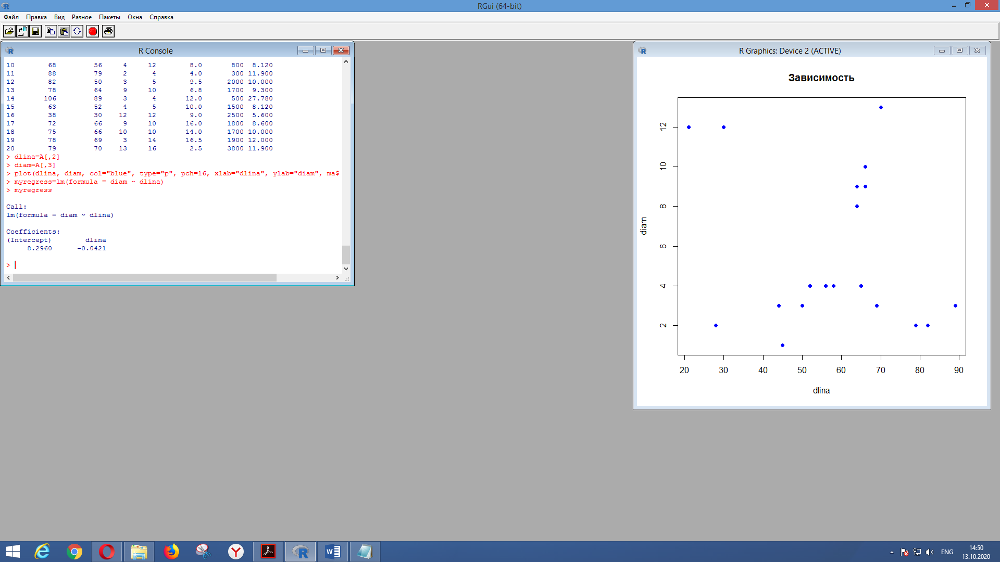 RGui (64-bit)
Файл Правка Вид Разное Пакеты Окна Справка
R Console
10 68 56 4 12 8.0 800 8.120
11 88 79 2 4 4.0 300 11.900
12 82 50 3 5 9.5 2000 10.000
13 78 64 9 10 6.8 1700 9.300
14 106 89 3 4 12.0 500 27.780
15 63 52 4 5 10.0 1500 8.120
16 38 30 12 12 9.0 2500 5.600
17 72 66 9 10 16.0 1800 8.600
18 75 66 10 10 14.0 1700 10.000
19 78 69 3 14 16.5 1900 12.000
20 79 70 13 16 2.5 3800 11.900
> dlina=A[,2]
> diam=A[,3]
> plot(dlina, diam, col="blue", type="p", pch=16, xlab="dlina", ylab="diam", ma$
> myregress=lm(formula = diam ~ dlina)
> myregress
Call:
lm(formula = diam ~ dlina)
Coefficients:
(Intercept) dlina
8.2960 -0.0421
>
R Graphics: Device 2 (ACTIVE)
Зависимость
12
10
8
6
4
2
diam
20 30 40 50 60 70 80 90
dlina
STOP
ENG
14:50
13.10.2020